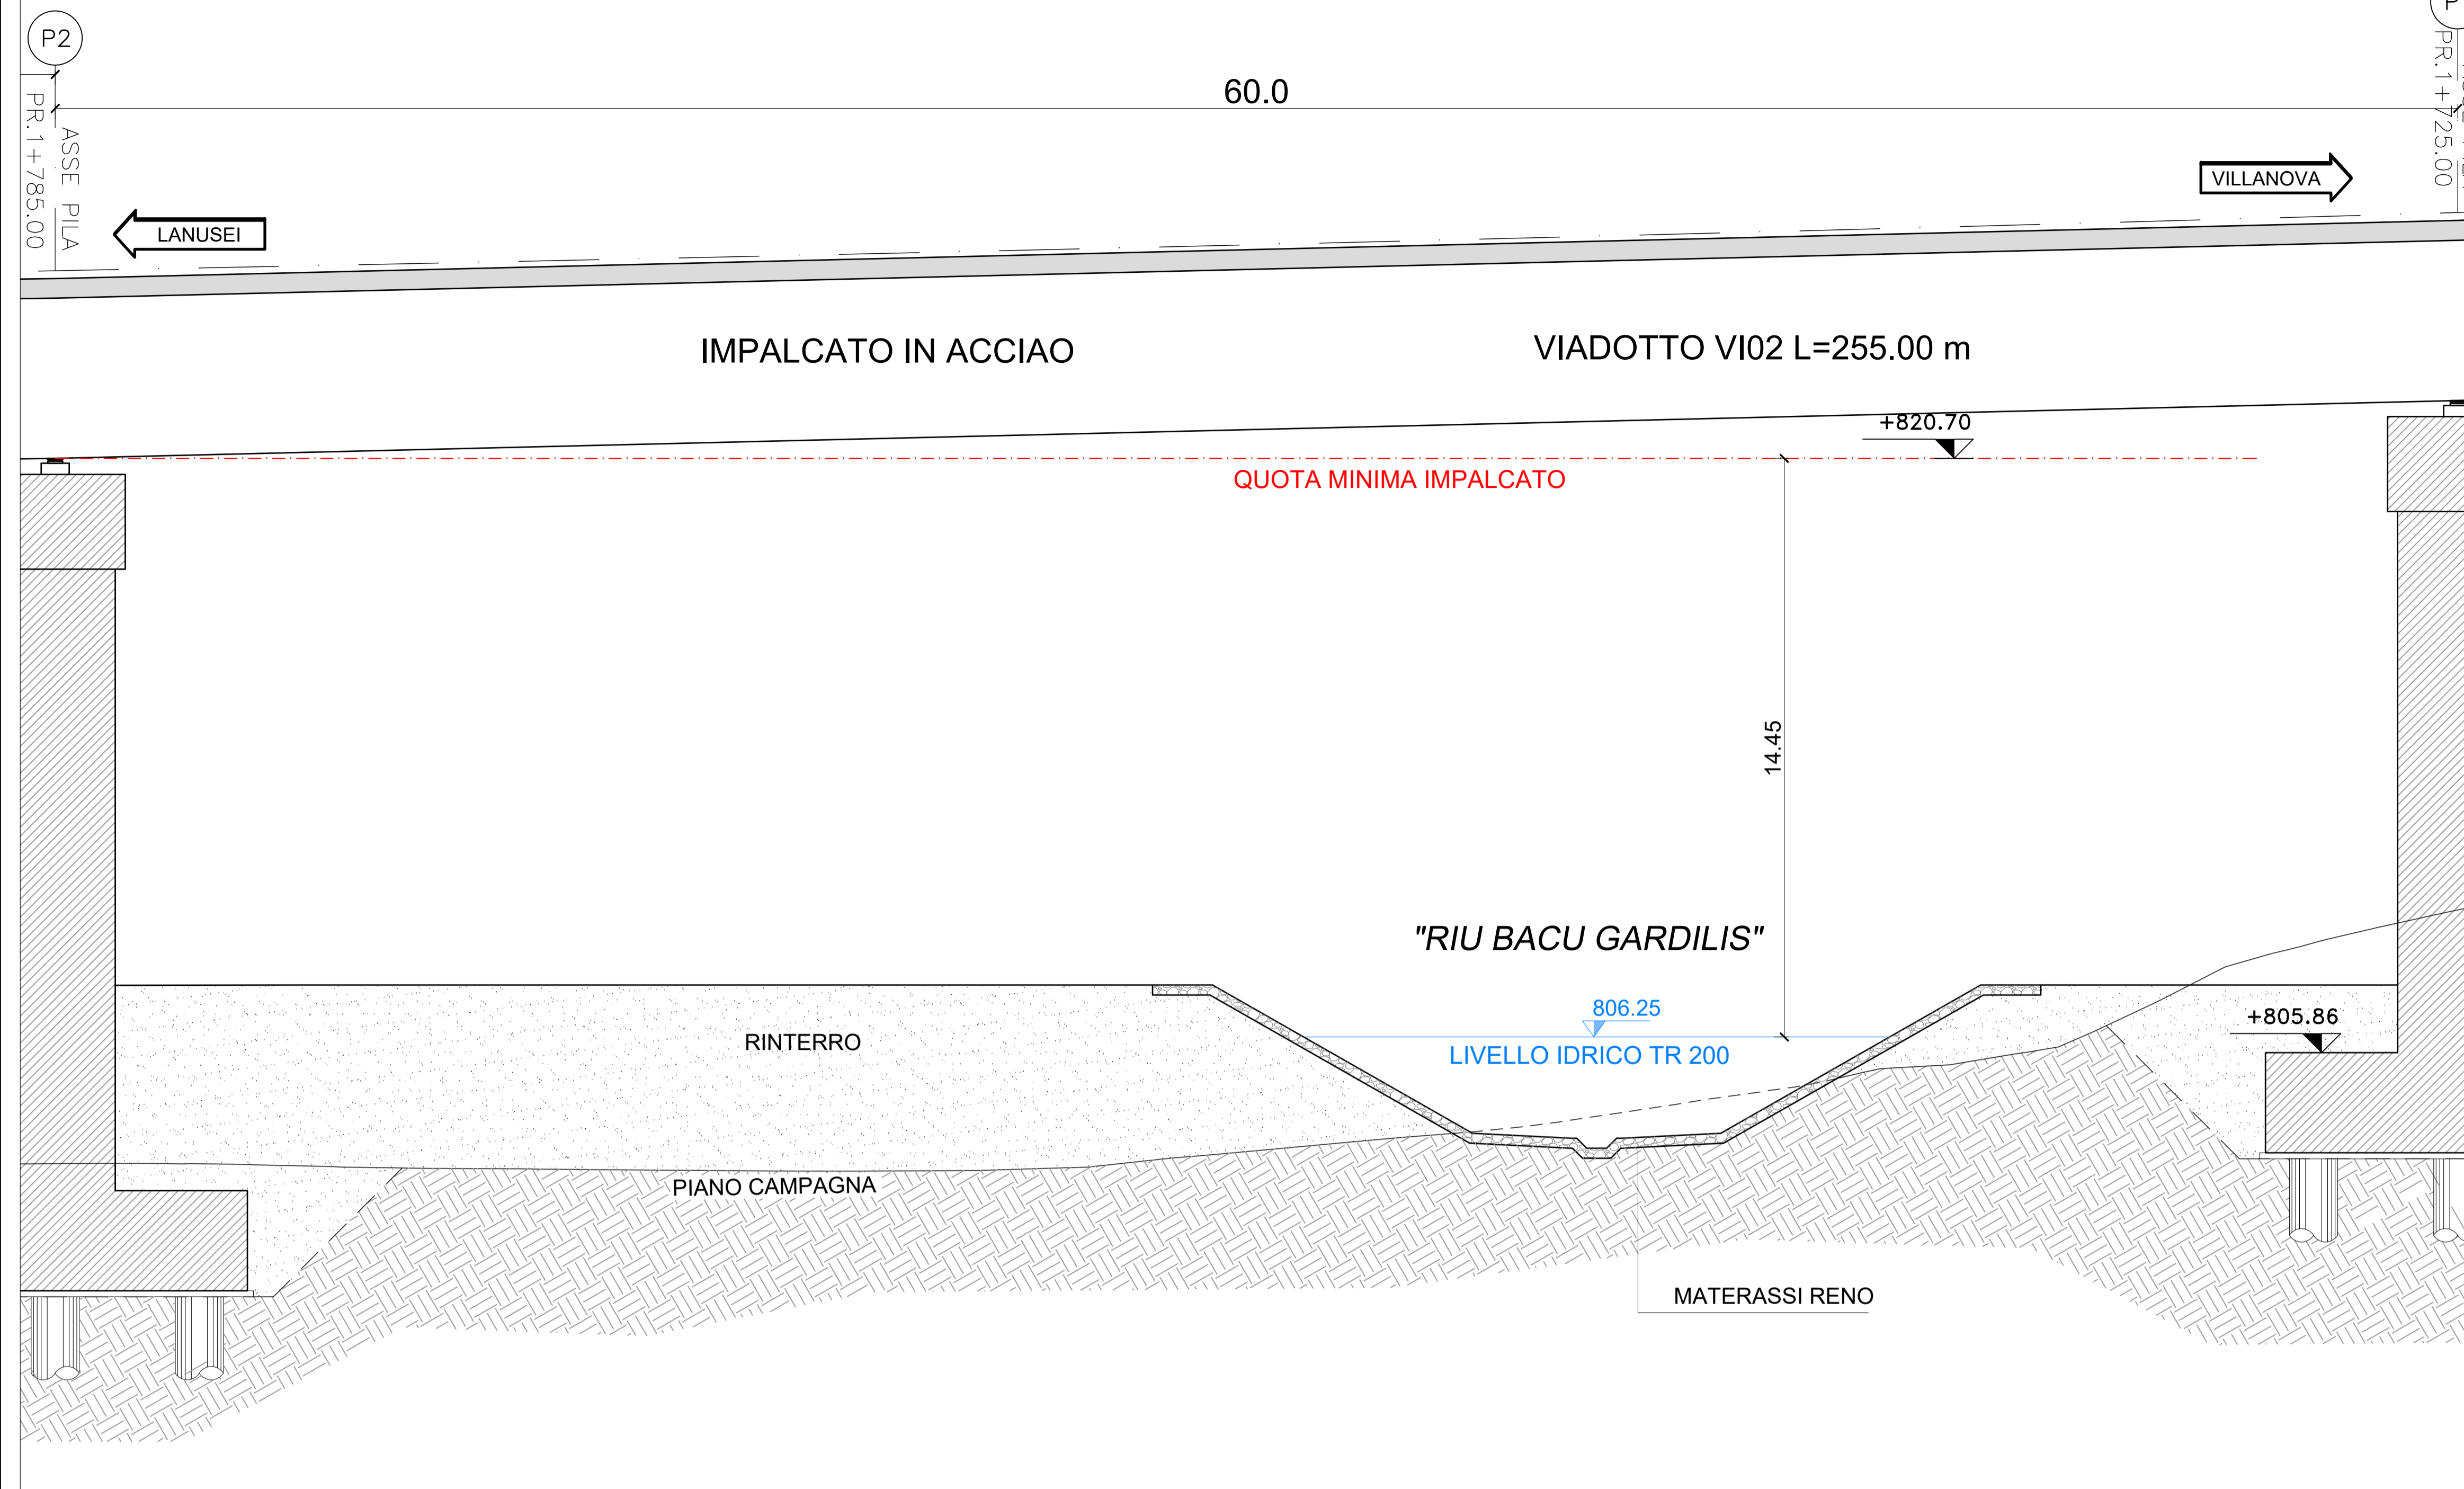 P2
60.0
PR.1+785.00
ASSE PILA
PR.1+725.00
VILLANOVA
LANUSEI
IMPALCATO IN ACCIAO
VIADOTTO VI02 L=255.00 m
+820.70
QUOTA MINIMA IMPALCATO
14.45
"RIU BACU GARDILIS"
806.25
LIVELLO IDRICO TR 200
+805.86
RINTERRO
PIANO CAMPAGNA
MATERASSI RENO